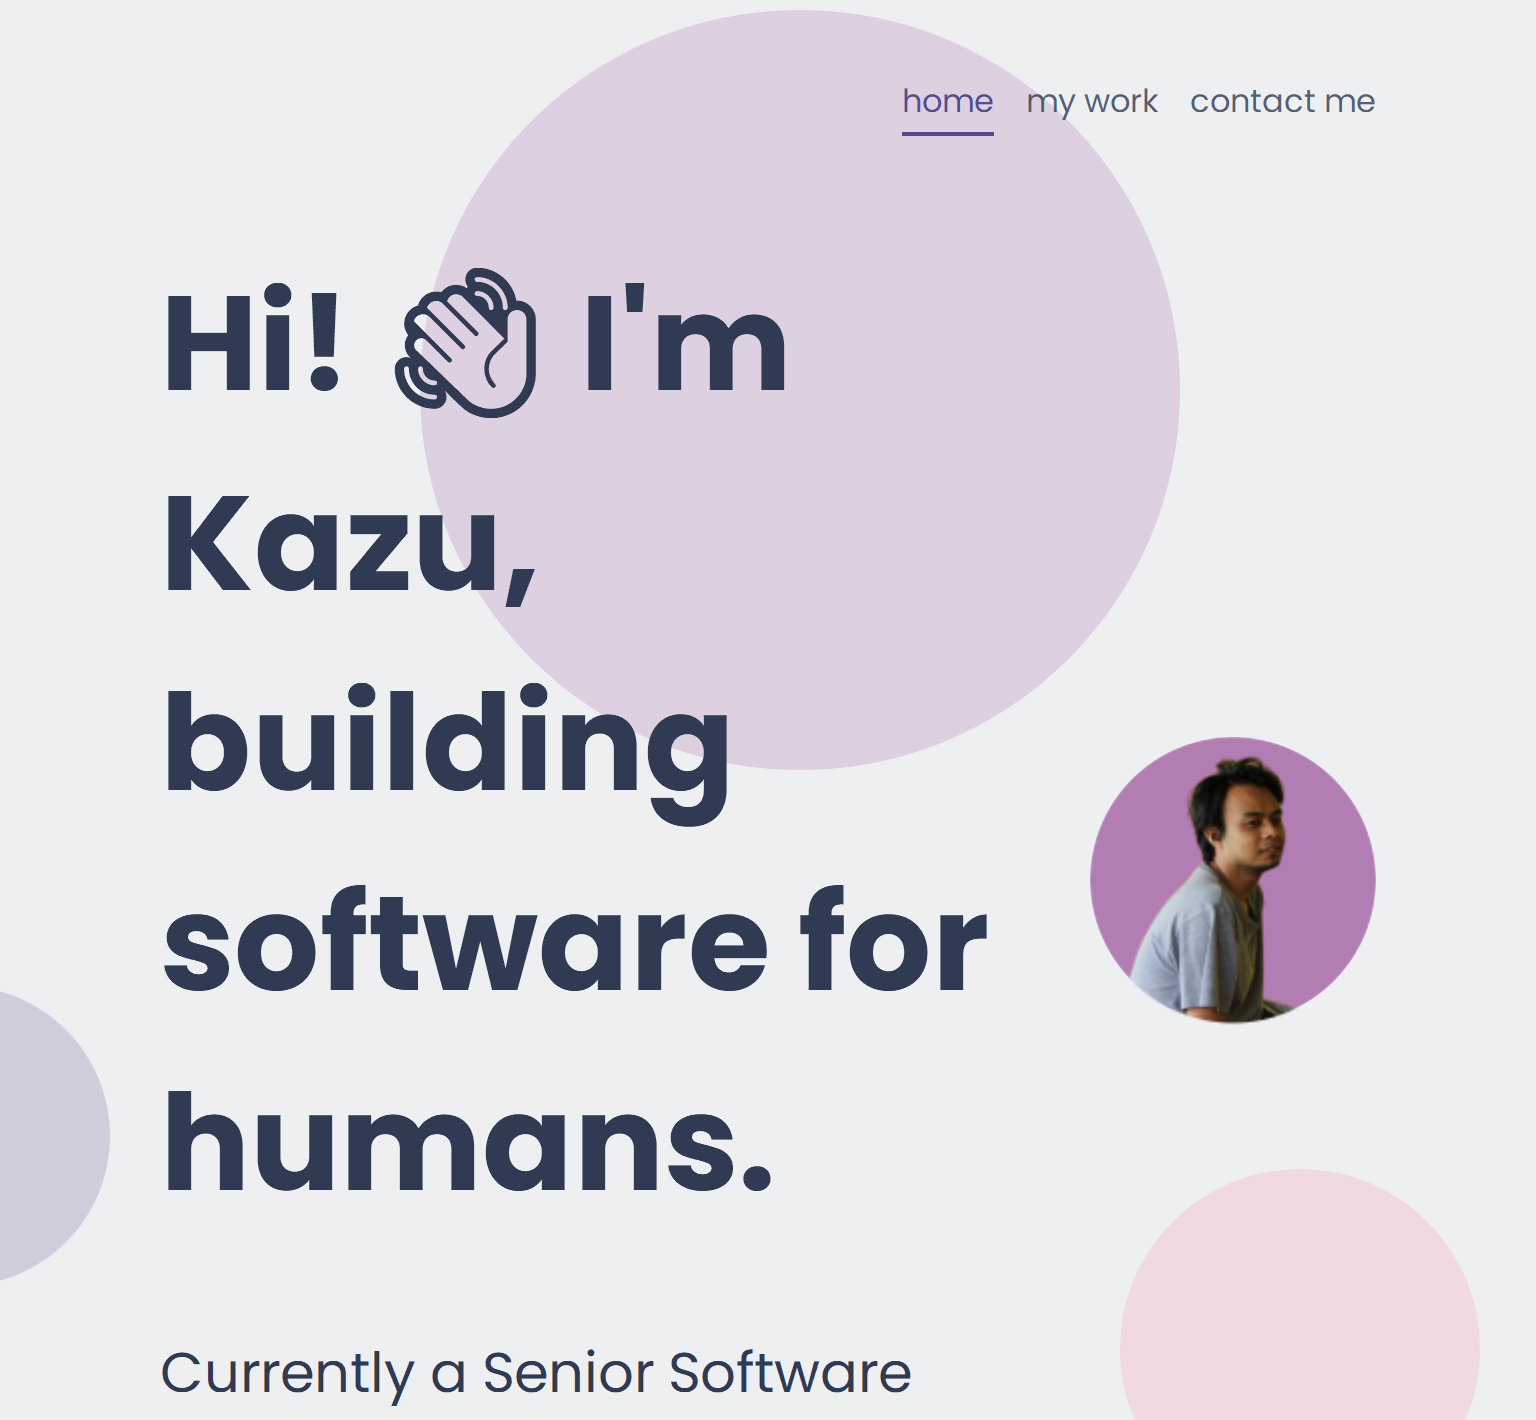 home my work contact me
Hi! 👋 I'm
Kazu,
building
software for
humans.
Currently a Senior Software